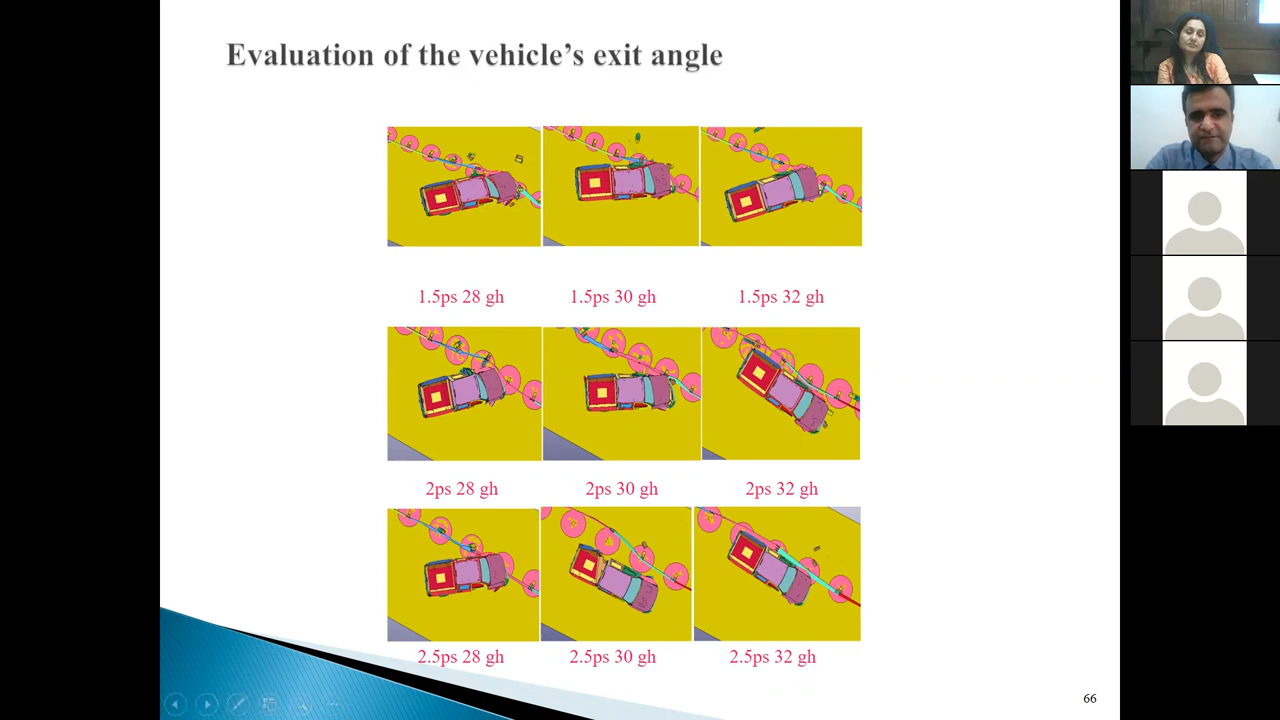 Evaluation of the vehicle's exit angle
1.5ps 28 gh
1.5ps 30 gh
1.5ps 32 gh
2ps 28 gh
2ps 30 gh
2ps 32 gh
2.5ps 28 gh
2.5ps 30 gh
2.5ps 32 gh
66